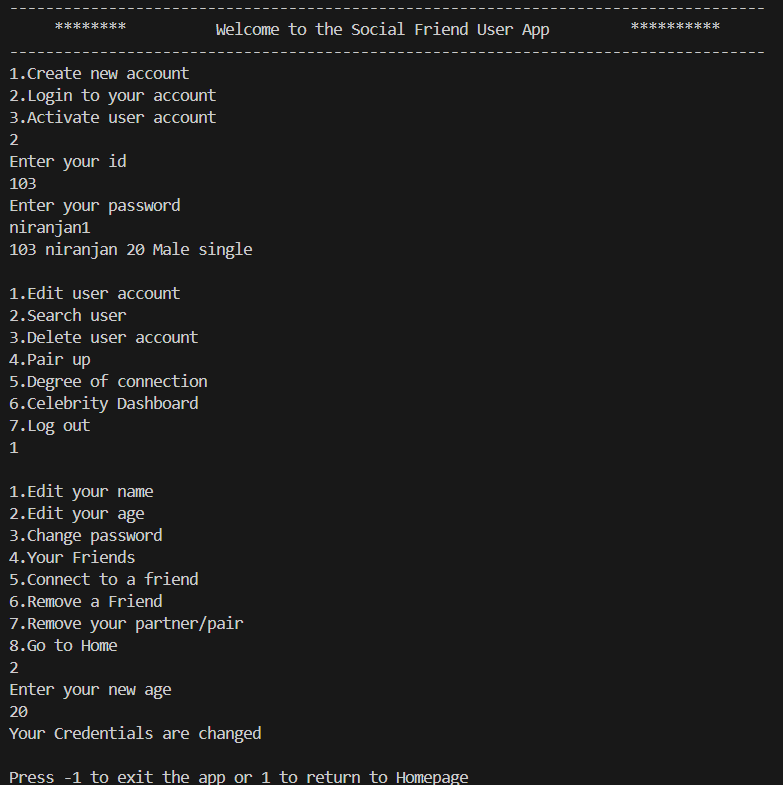 ------------------------------------------------------------------------------------
******** Welcome to the Social Friend User App **********
------------------------------------------------------------------------------------
1.Create new account
2.Login to your account
3.Activate user account
2
Enter your id
103
Enter your password
niranjan1
103 niranjan 20 Male single
1.Edit user account
2.Search user
3.Delete user account
4.Pair up
5.Degree of connection
6.Celebrity Dashboard
7.Log out
1
1.Edit your name
2.Edit your age
3.Change password
4.Your Friends
5.Connect to a friend
6.Remove a Friend
7.Remove your partner/pair
8.Go to Home
2
Enter your new age
20
Your Credentials are changed
Press -1 to exit the app or 1 to return to Homepage